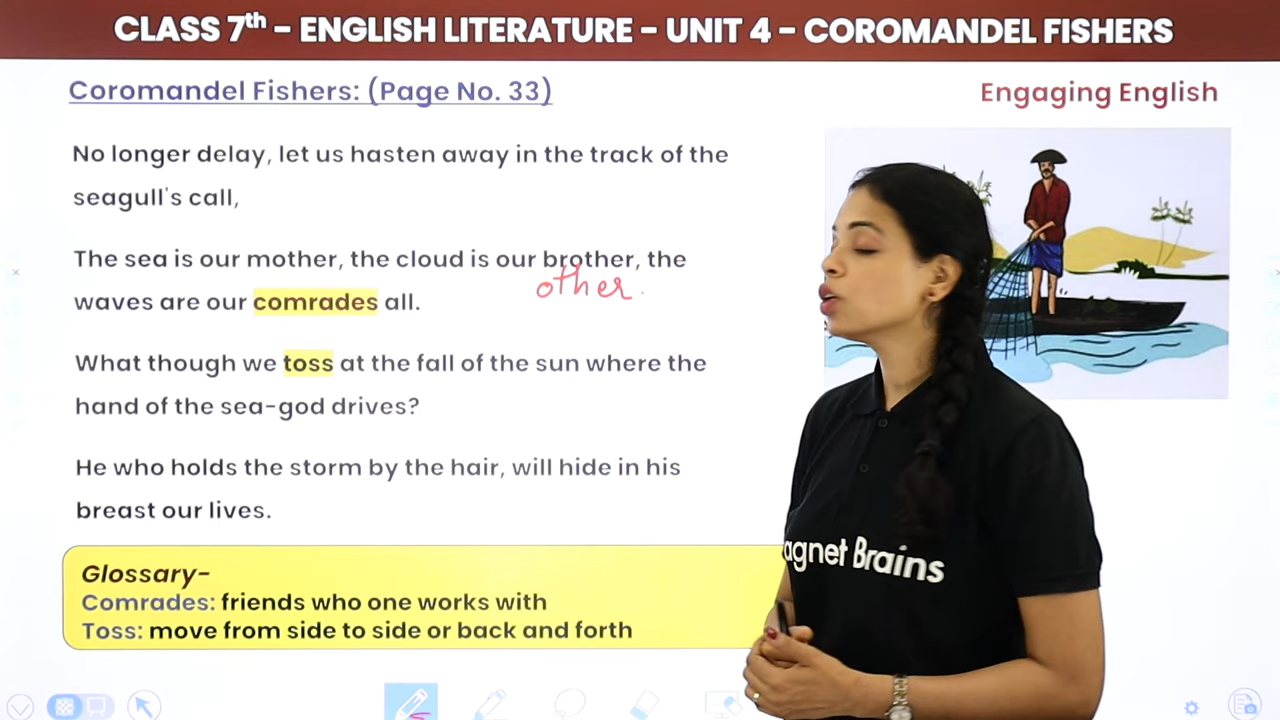 CLASS 7th – ENGLISH LITERATURE – UNIT 4 – COROMANDEL FISHERS
Coromandel Fishers: (Page No. 33)
Engaging English
No longer delay, let us hasten away in the track of the
seagull's call,
The sea is our mother, the cloud is our brother, the
other
waves are our comrades all.
What though we toss at the fall of the sun where the
hand of the sea-god drives?
He who holds the storm by the hair, will hide in his
breast our lives.
Glossary-
Comrades: friends who one works with
Toss: move from side to side or back and forth
agnet Brains